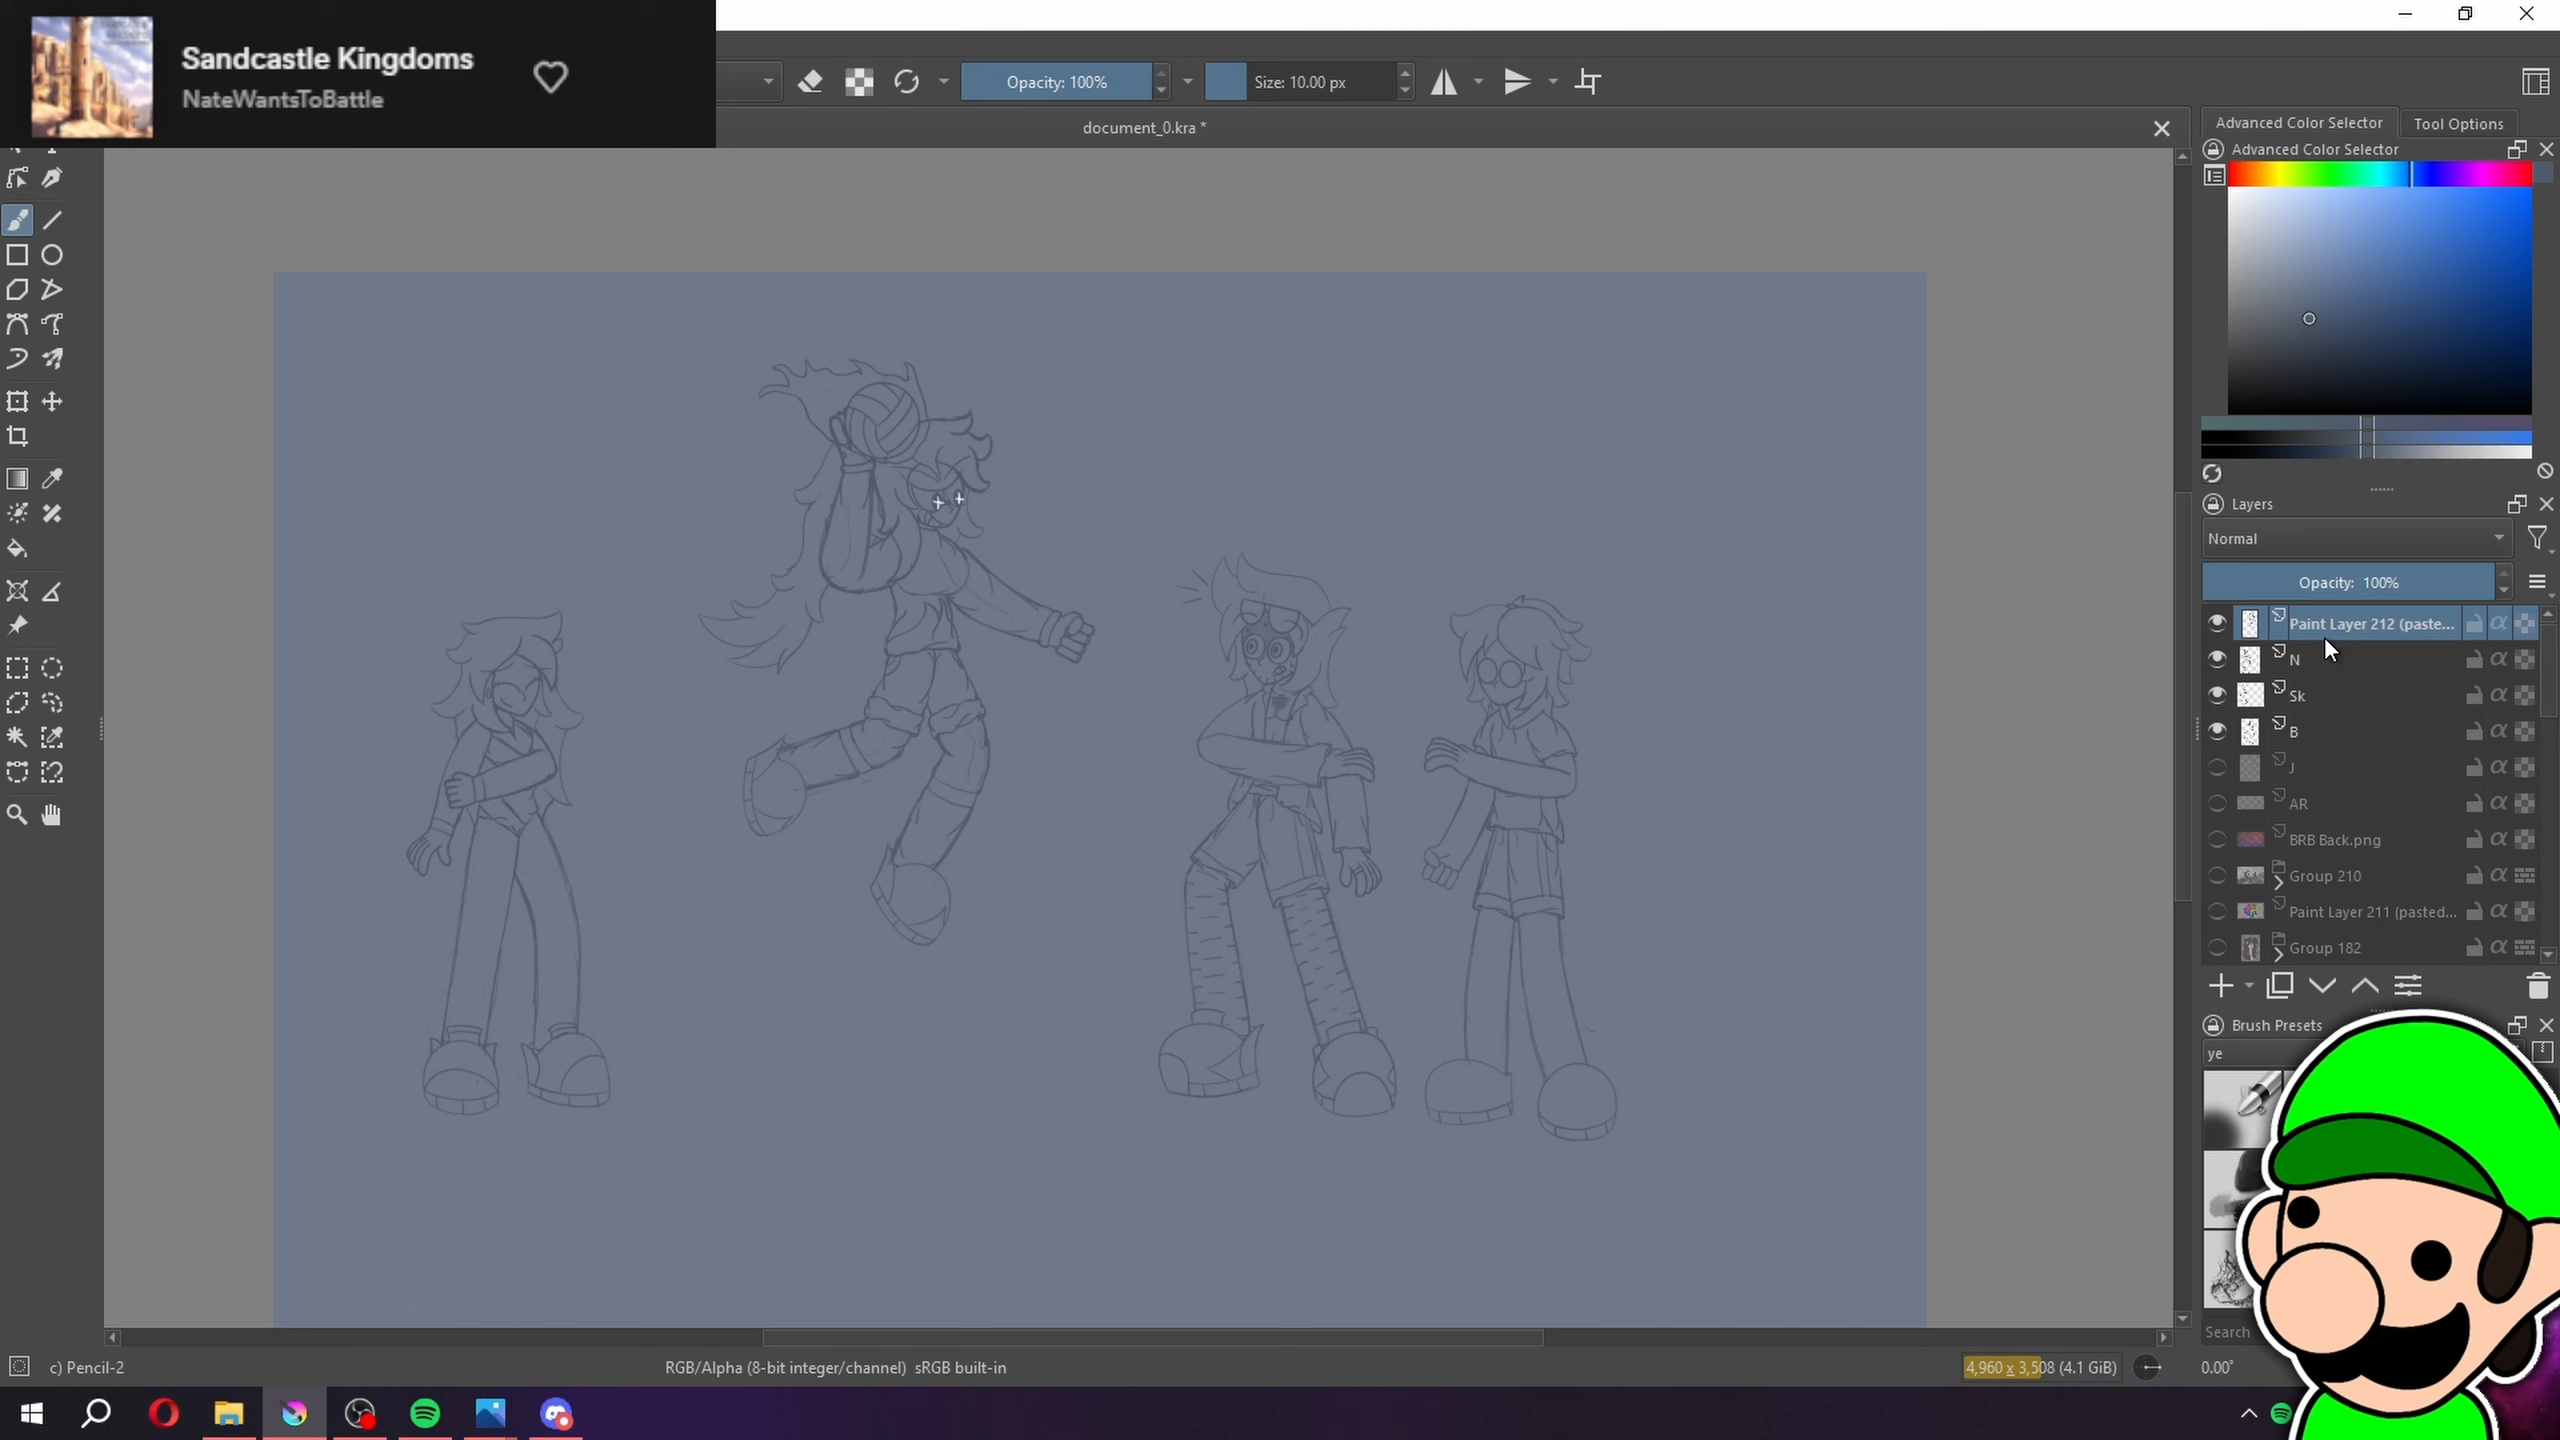 Sandcastle Kingdoms
NateWantsToBattle
Opacity: 100%
Size: 10.00 px
document_0.kra *
Advanced Color Selector
Tool Options
Advanced Color Selector
Layers
Normal
Opacity: 100%
Paint Layer 212 (paste...
N
Sk
B
J
AR
BRB Back.png
Group 210
Paint Layer 211 (pasted...
Group 182
Brush Presets
ye
Search
c) Pencil-2
RGB/Alpha (8-bit integer/channel) sRGB built-in
4,960 x 3,508 (4.1 GiB)
0.00°